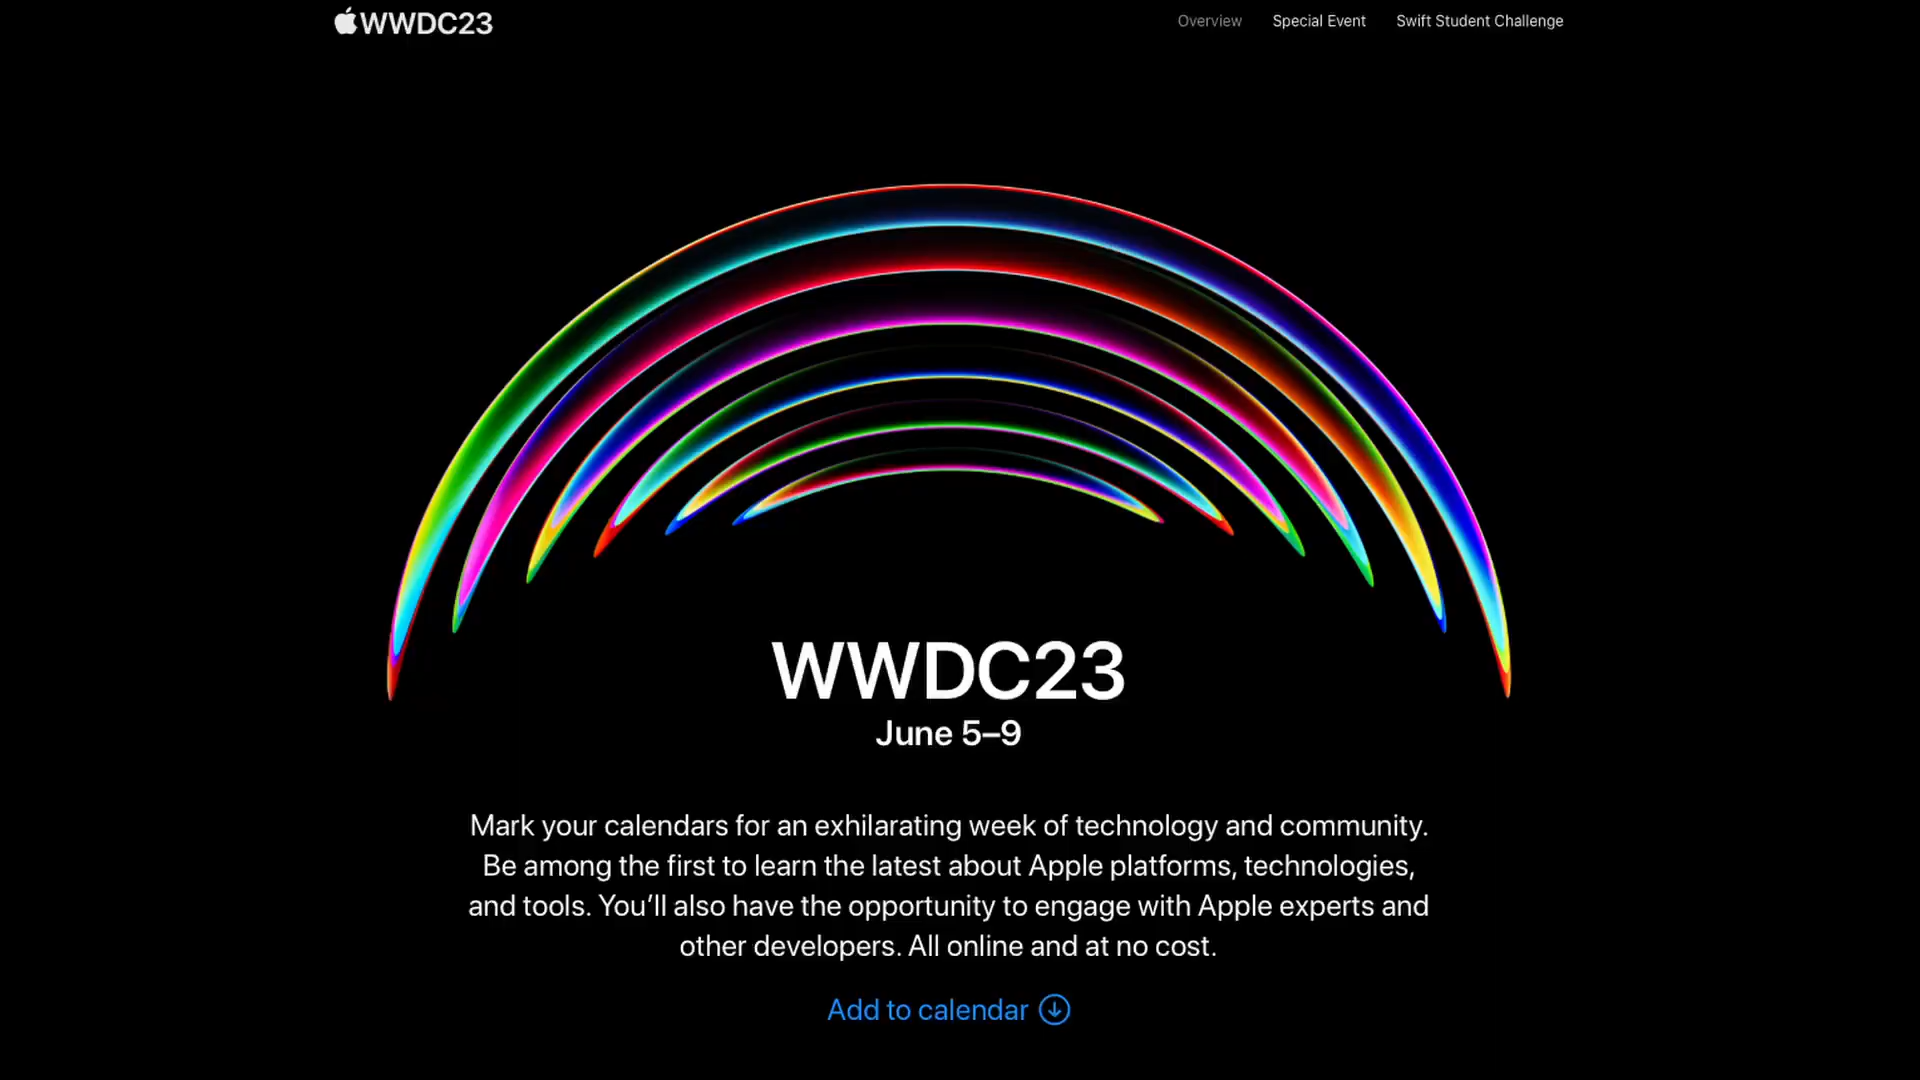 WWDC23
Overview
Special Event
Swift Student Challenge
WWDC23
June 5–9
Mark your calendars for an exhilarating week of technology and community.
Be among the first to learn the latest about Apple platforms, technologies,
and tools. You’ll also have the opportunity to engage with Apple experts and
other developers. All online and at no cost.
Add to calendar